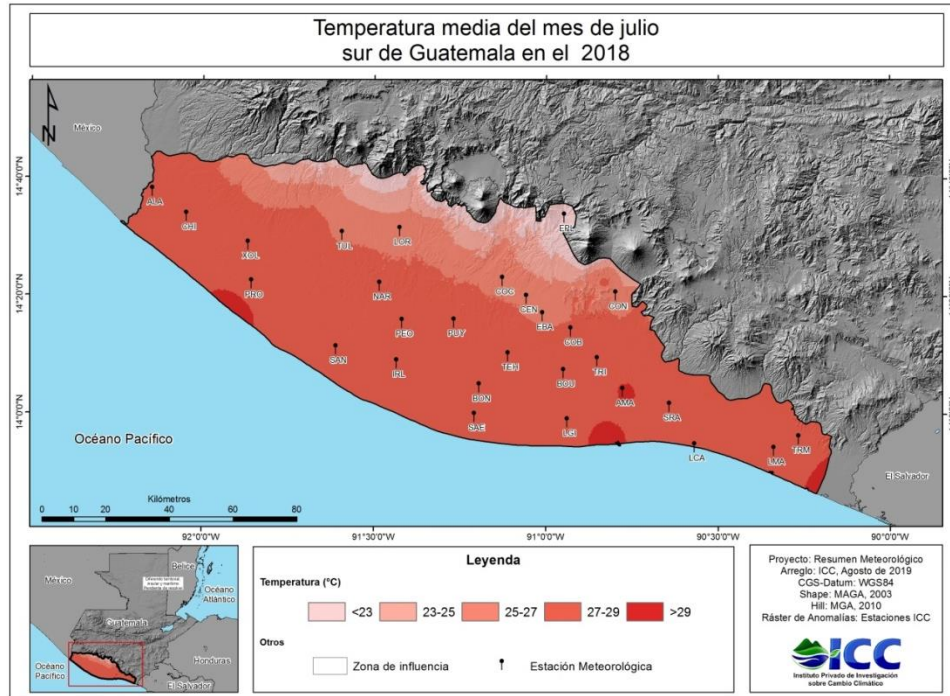 Temperatura media del mes de julio
sur de Guatemala en el 2018
México
14°40'0"N
14°20'0"N
14°00'0"N
ALA
CHI
XOL
PRO
TUL
LOR
NAR
PEO
PUY
SAN
IRL
BON
SAE
EPL
COC
CEN
EBA
COB
CON
TEH
BOU
TRI
AMA
SRA
LGI
LCA
LMA
TRM
Océano Pacífico
El Salvador
Kilómetros
0 10 20 40 60 80
92°0'0"W
91°30'0"W
91°0'0"W
90°30'0"W
90°0'0"W
México
Belice
Guatemala
Océano
Atlántico
Honduras
Océano
Pacífico
El Salvador
Leyenda
Temperatura (°C)
<23 23-25 25-27 27-29 >29
Otros
Zona de influencia Estación Meteorológica
Proyecto: Resumen Meteorológico
Arreglo: ICC, Agosto de 2019
CGS-Datum: WGS84
Shape: MAGA, 2003
Hill: MGA, 2010
Ráster de Anomalías: Estaciones ICC
ICC
Instituto Privado de Investigación
sobre Cambio Climático